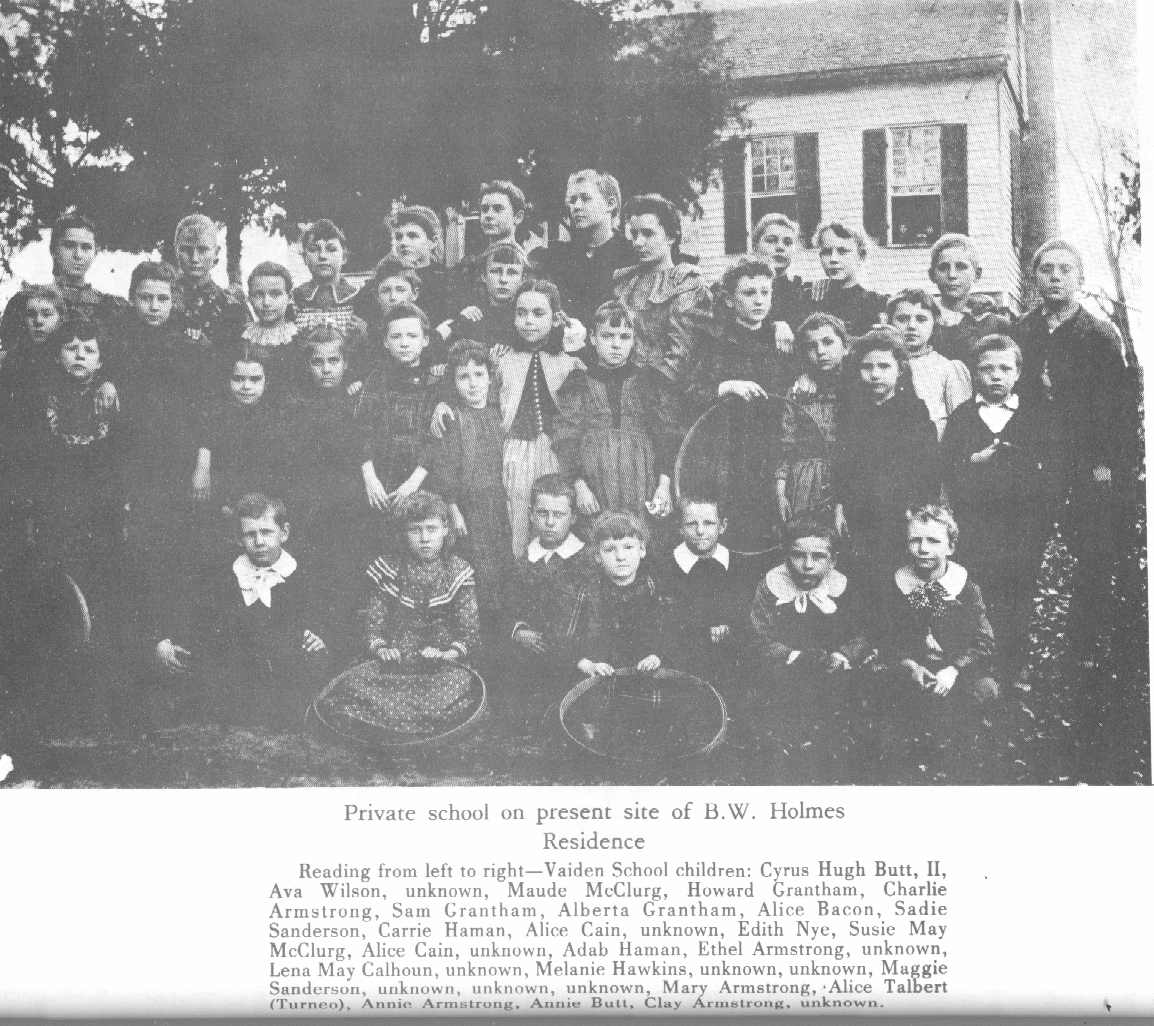 Private school on present site of B.W. Holmes
Residence
Reading from left to right—Vaiden School children: Cyrus Hugh Butt, II,
Ava Wilson, unknown, Maude McClurg, Howard Grantham, Charlie
Armstrong, Sam Grantham, Alberta Grantham, Alice Bacon, Sadie
Sanderson, Carrie Haman, Alice Cain, unknown, Edith Nye, Susie May
McClurg, Alice Cain, unknown, Adab Haman, Ethel Armstrong, unknown,
Lena May Calhoun, unknown, Melanie Hawkins, unknown, unknown, Maggie
Sanderson, unknown, unknown, unknown, Mary Armstrong, Alice Talbert
(Turneo), Annie Armstrong, Annie Butt, Clay Armstrong, unknown.